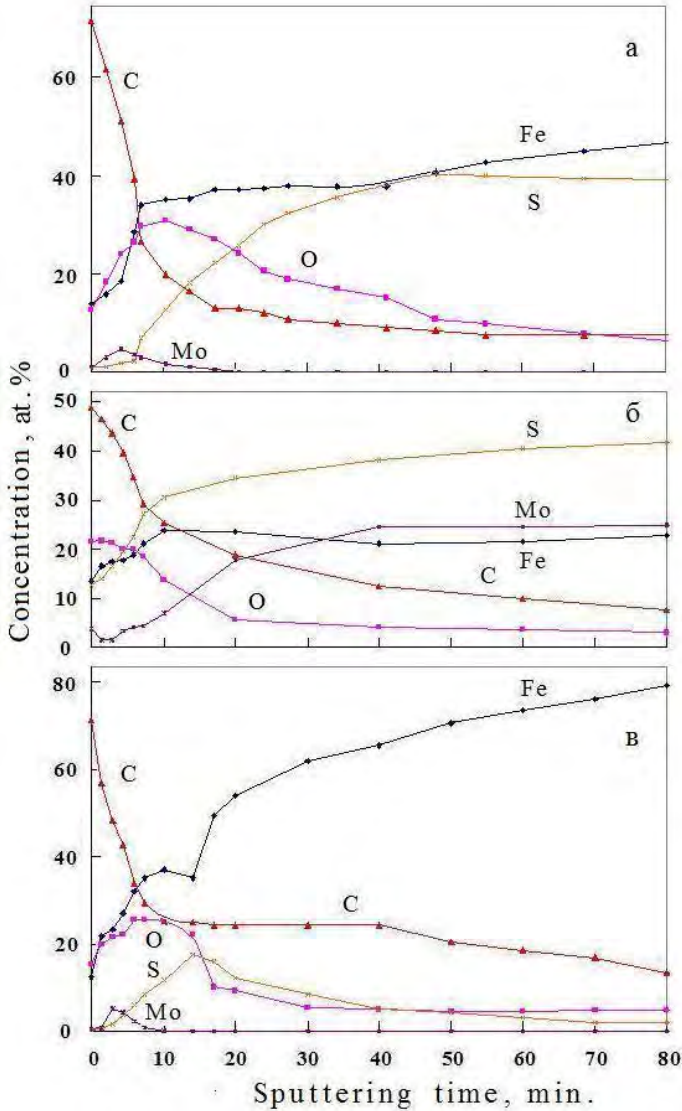 а
60
40
20
0
C
Fe
S
O
Mo
б
50
40
30
20
10
0
C
S
Mo
Fe
C
O
в
80
60
40
20
0
C
Fe
C
O
S
Mo
0 10 20 30 40 50 60 70 80
Sputtering time, min.
Concentration, at.%